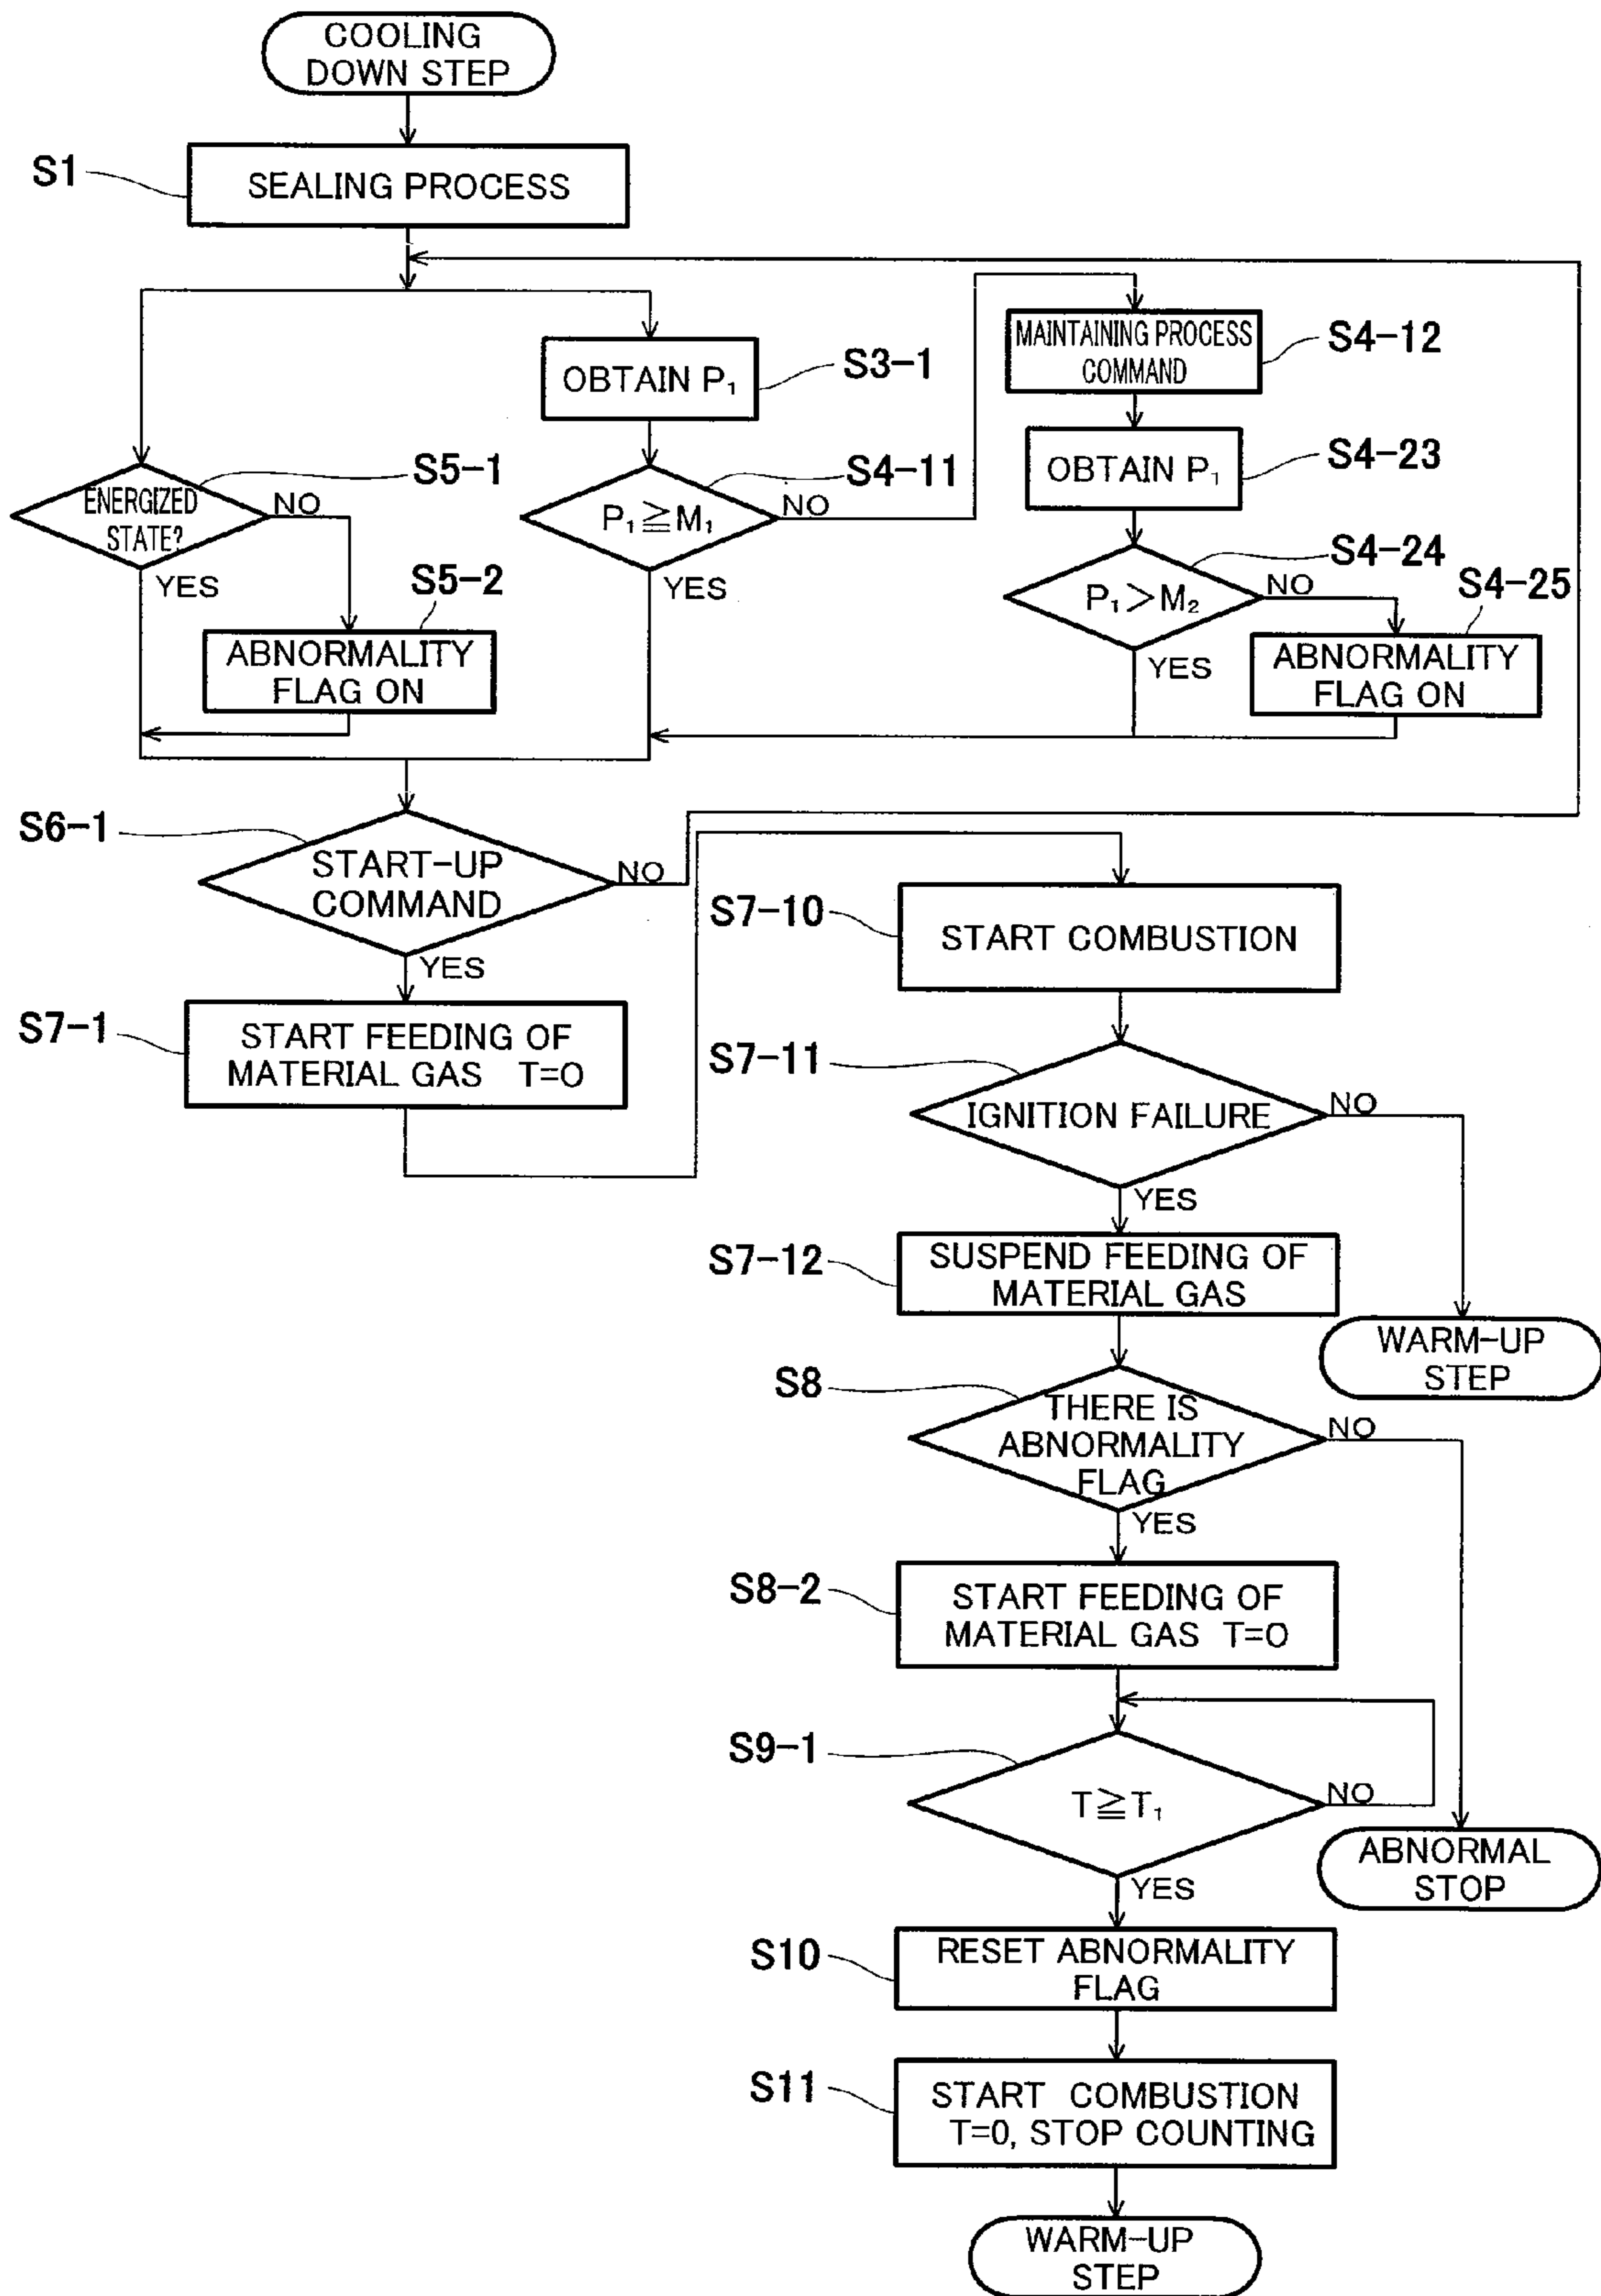 COOLING
DOWN STEP
S1
SEALING PROCESS
S3-1
OBTAIN P₁
S4-12
MAINTAINING PROCESS
COMMAND
S4-23
OBTAIN P₁
S5-1
ENERGIZED
STATE?
NO
YES
S4-11
P₁≧M₁
NO
YES
S4-24
P₁>M₂
NO
YES
S5-2
ABNORMALITY
FLAG ON
S4-25
ABNORMALITY
FLAG ON
S6-1
START-UP
COMMAND
NO
YES
S7-1
START FEEDING OF
MATERIAL GAS T=0
S7-10
START COMBUSTION
S7-11
IGNITION FAILURE
NO
YES
S7-12
SUSPEND FEEDING OF
MATERIAL GAS
WARM-UP
STEP
S8
THERE IS
ABNORMALITY
FLAG
NO
YES
S8-2
START FEEDING OF
MATERIAL GAS T=0
S9-1
T≧T₁
NO
YES
ABNORMAL
STOP
S10
RESET ABNORMALITY
FLAG
S11
START COMBUSTION
T=0, STOP COUNTING
WARM-UP
STEP